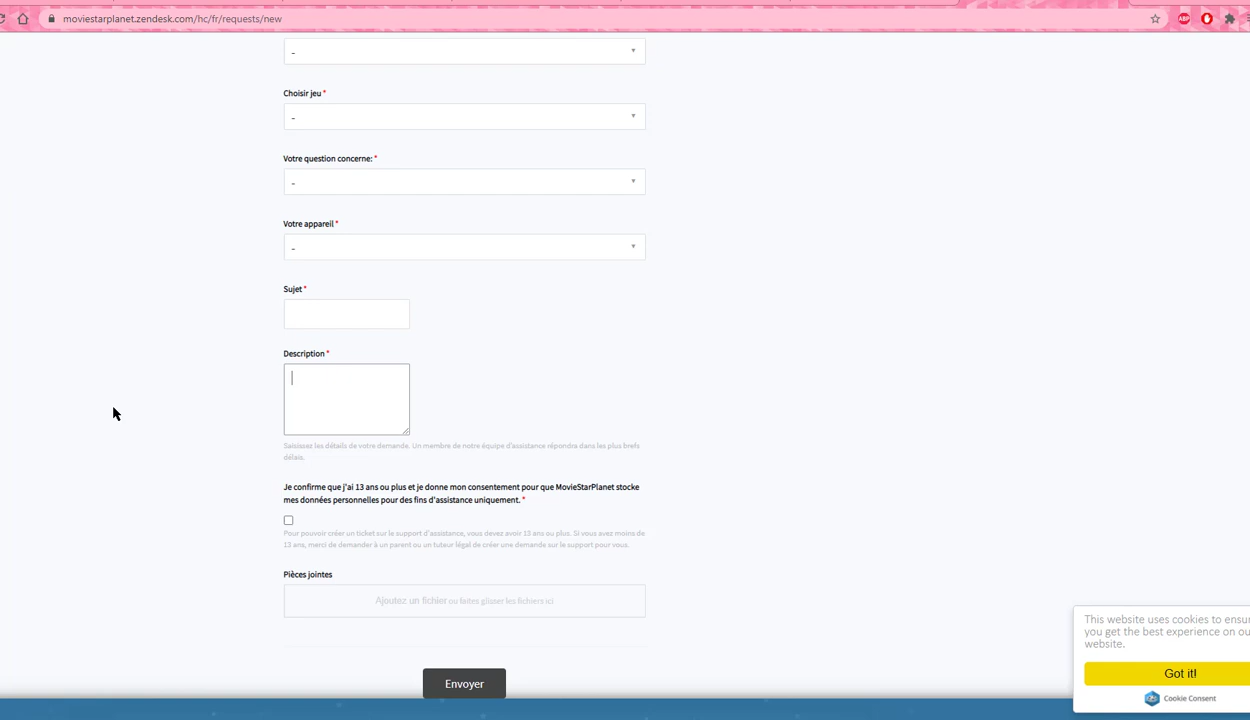 moviestarplanet.zendesk.com/hc/fr/requests/new
ABP
-
Choisir jeu *
-
Votre question concerne: *
-
Votre appareil *
-
Sujet *
Description *
Saisissez les détails de votre demande. Un membre de notre équipe d'assistance répondra dans les plus brefs
délais.
Je confirme que j'ai 13 ans ou plus et je donne mon consentement pour que MovieStarPlanet stocke
mes données personnelles pour des fins d'assistance uniquement. *
Pour pouvoir créer un ticket sur le support d'assistance, vous devez avoir 13 ans ou plus. Si vous avez moins de
13 ans, merci de demander à un parent ou un tuteur légal de créer une demande sur le support pour vous.
Pièces jointes
Ajoutez un fichier ou faites glisser les fichiers ici
Envoyer
This website uses cookies to ensu
you get the best experience on ou
website.
Got it!
Cookie Consent